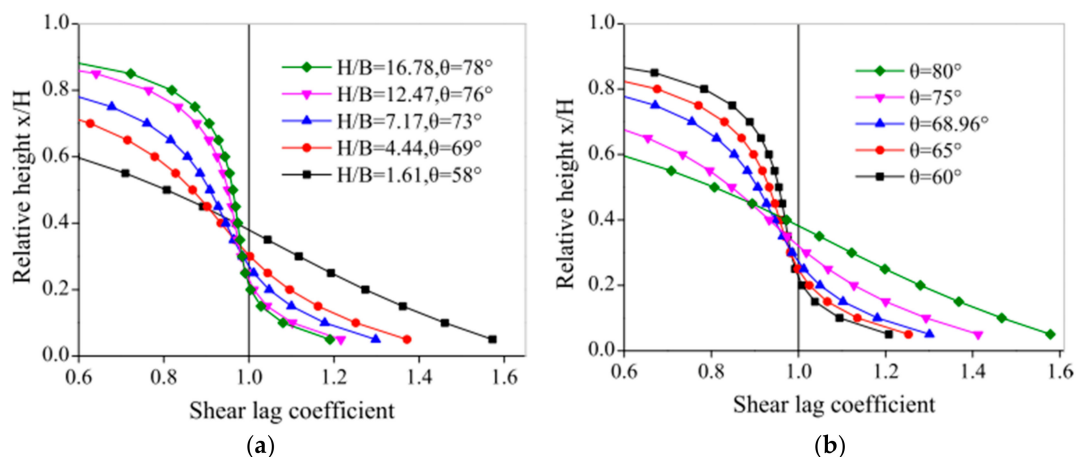 1.0
0.8
0.6
0.4
0.2
0.0
Relative height x/H
H/B=16.78,θ=78°
H/B=12.47,θ=76°
H/B=7.17,θ=73°
H/B=4.44,θ=69°
H/B=1.61,θ=58°
0.6 0.8 1.0 1.2 1.4 1.6
Shear lag coefficient
(a)
1.0
0.8
0.6
0.4
0.2
0.0
Relative height x/H
θ=80°
θ=75°
θ=68.96°
θ=65°
θ=60°
0.6 0.8 1.0 1.2 1.4 1.6
Shear lag coefficient
(b)